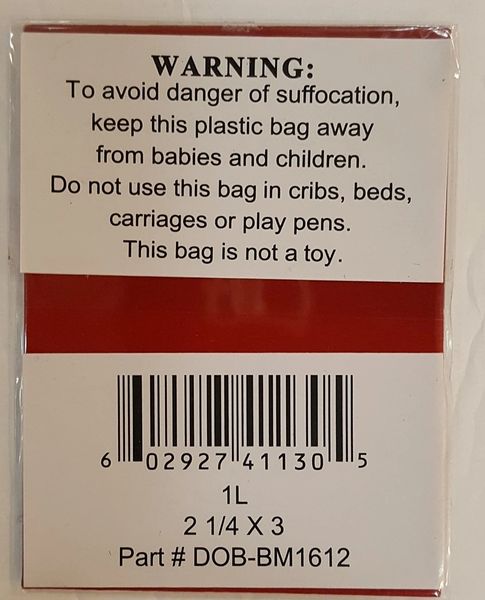 WARNING:
To avoid danger of suffocation,
keep this plastic bag away
from babies and children.
Do not use this bag in cribs, beds,
carriages or play pens.
This bag is not a toy.
6 02927 41130 5
1L
2 1/4 X 3
Part # DOB-BM1612